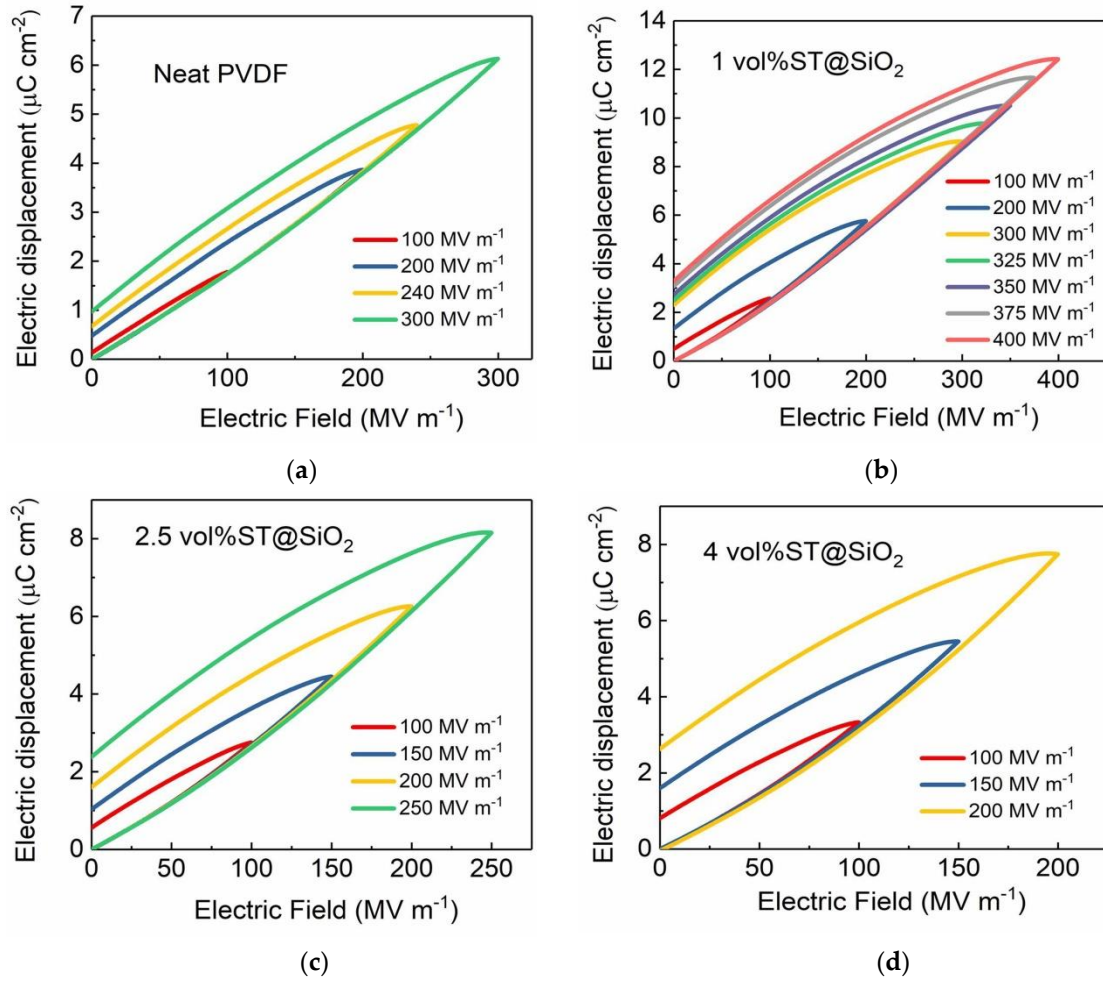 Neat PVDF
Electric displacement (μC cm⁻²)
7
6
5
4
3
2
1
0
100 MV m⁻¹
200 MV m⁻¹
240 MV m⁻¹
300 MV m⁻¹
0 100 200 300
Electric Field (MV m⁻¹)
(a)
1 vol%ST@SiO₂
Electric displacement (μC cm⁻²)
14
12
10
8
6
4
2
0
100 MV m⁻¹
200 MV m⁻¹
300 MV m⁻¹
325 MV m⁻¹
350 MV m⁻¹
375 MV m⁻¹
400 MV m⁻¹
0 100 200 300 400
Electric Field (MV m⁻¹)
(b)
2.5 vol%ST@SiO₂
Electric displacement (μC cm⁻²)
8
6
4
2
0
100 MV m⁻¹
150 MV m⁻¹
200 MV m⁻¹
250 MV m⁻¹
0 50 100 150 200 250
Electric Field (MV m⁻¹)
(c)
4 vol%ST@SiO₂
Electric displacement (μC cm⁻²)
8
6
4
2
0
100 MV m⁻¹
150 MV m⁻¹
200 MV m⁻¹
0 50 100 150 200
Electric Field (MV m⁻¹)
(d)